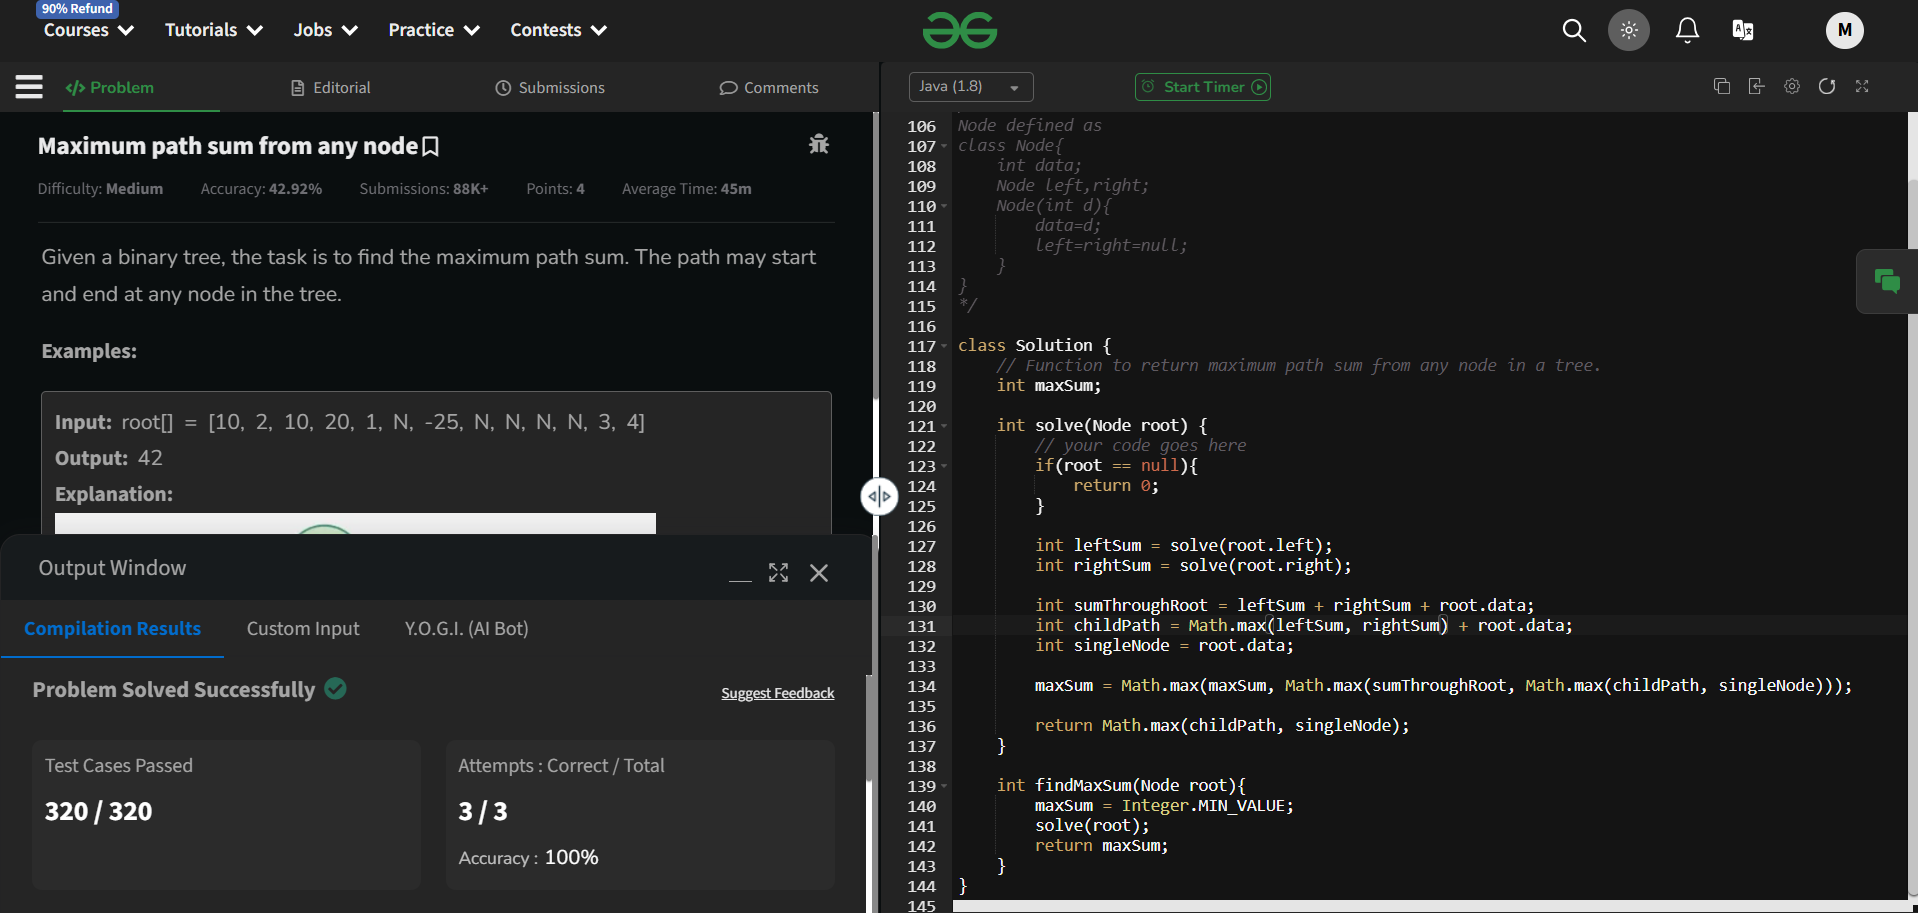 90% Refund
Courses
Tutorials
Jobs
Practice
Contests
M
</> Problem
Editorial
Submissions
Comments
Java (1.8)
Start Timer
Maximum path sum from any node
Difficulty: Medium Accuracy: 42.92% Submissions: 88K+ Points: 4 Average Time: 45m
Given a binary tree, the task is to find the maximum path sum. The path may start
and end at any node in the tree.
Examples:
Input: root[] = [10, 2, 10, 20, 1, N, -25, N, N, N, N, 3, 4]
Output: 42
Explanation:
Output Window
Compilation Results
Custom Input
Y.O.G.I. (AI Bot)
Problem Solved Successfully
Suggest Feedback
Test Cases Passed
320 / 320
Attempts : Correct / Total
3 / 3
Accuracy : 100%
106 Node defined as
107 class Node{
108     int data;
109     Node left,right;
110     Node(int d){
111         data=d;
112         left=right=null;
113     }
114 }
115 */
116
117 class Solution {
118     // Function to return maximum path sum from any node in a tree.
119     int maxSum;
120
121     int solve(Node root) {
122         // your code goes here
123         if(root == null){
124             return 0;
125         }
126
127         int leftSum = solve(root.left);
128         int rightSum = solve(root.right);
129
130         int sumThroughRoot = leftSum + rightSum + root.data;
131         int childPath = Math.max(leftSum, rightSum) + root.data;
132         int singleNode = root.data;
133
134         maxSum = Math.max(maxSum, Math.max(sumThroughRoot, Math.max(childPath, singleNode)));
135
136         return Math.max(childPath, singleNode);
137     }
138
139     int findMaxSum(Node root){
140         maxSum = Integer.MIN_VALUE;
141         solve(root);
142         return maxSum;
143     }
144 }
145